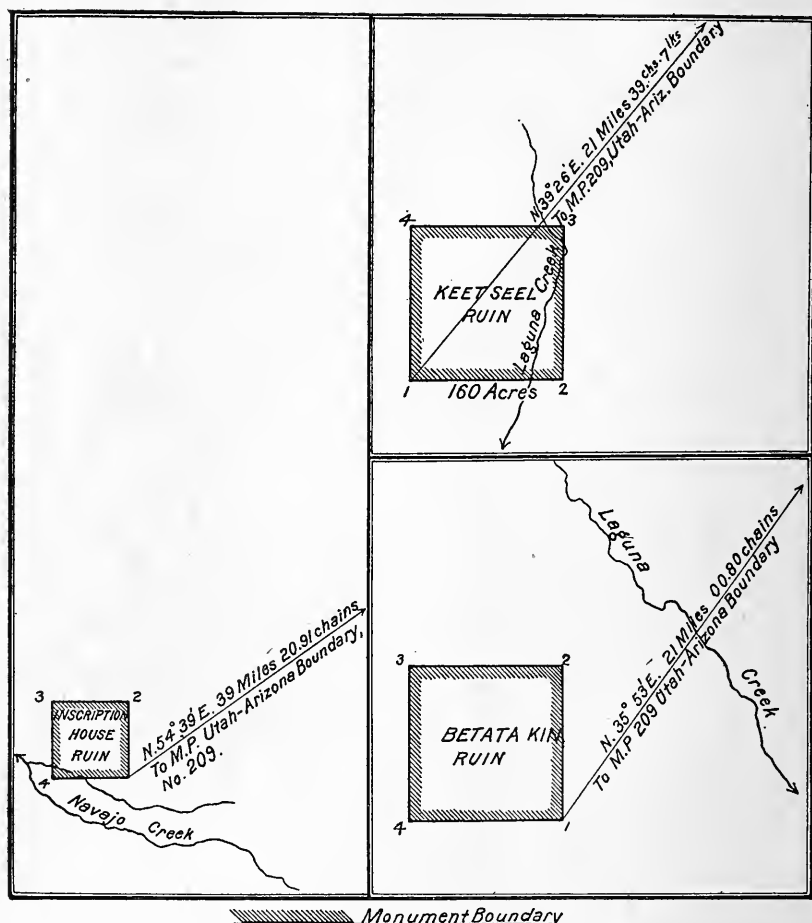 N. 39° 26' E. 21 Miles 39.chs. 7 lks
To M.P. 209, Utah-Ariz. Boundary
4
3
KEET SEEL
RUIN
Laguna Creek
1
160 Acres
2
N. 54° 39' E. 39 Miles 20.91 chains
To M.P. Utah-Arizona Boundary,
No. 209.
3
2
INSCRIPTION
HOUSE
RUIN
Navajo Creek
Laguna
Creek
N. 35° 53' E. 21 Miles 00.80 chains
To M.P 209 Utah-Arizona Boundary
3
2
BETATA KIN
RUIN
4
1
Monument Boundary